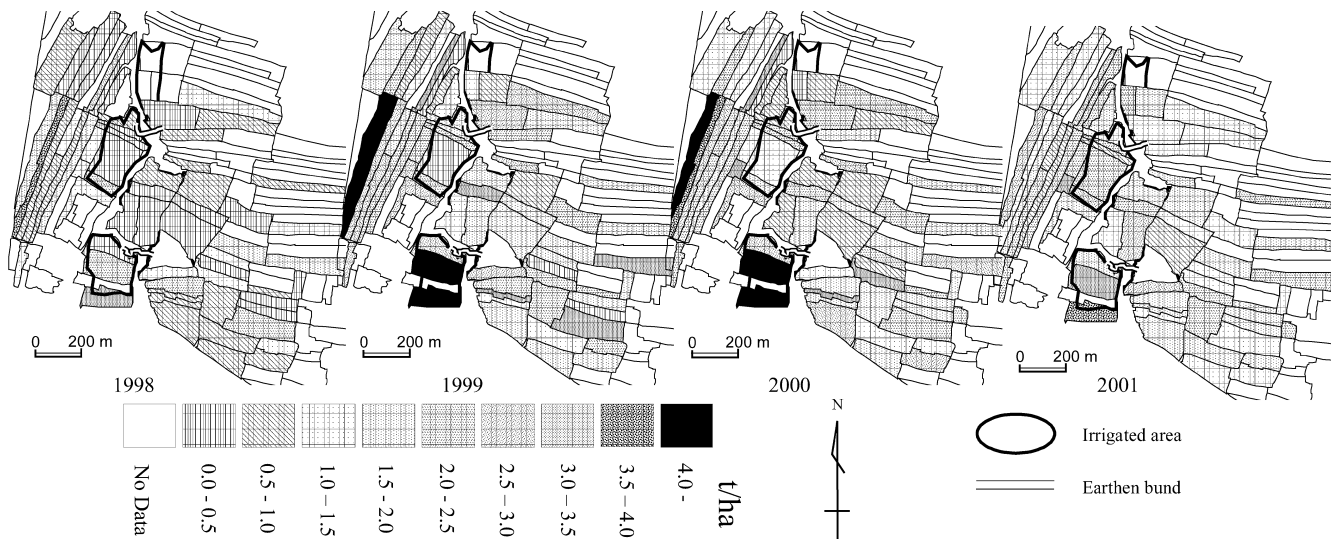 0 200 m
0 200 m
0 200 m
0 200 m
1998
1999
2000
2001
N
Irrigated area
Earthen bund
No Data
0.0 - 0.5
0.5 - 1.0
1.0 – 1.5
1.5 - 2.0
2.0 - 2.5
2.5 – 3.0
3.0 – 3.5
3.5 – 4.0
4.0 -
t/ha